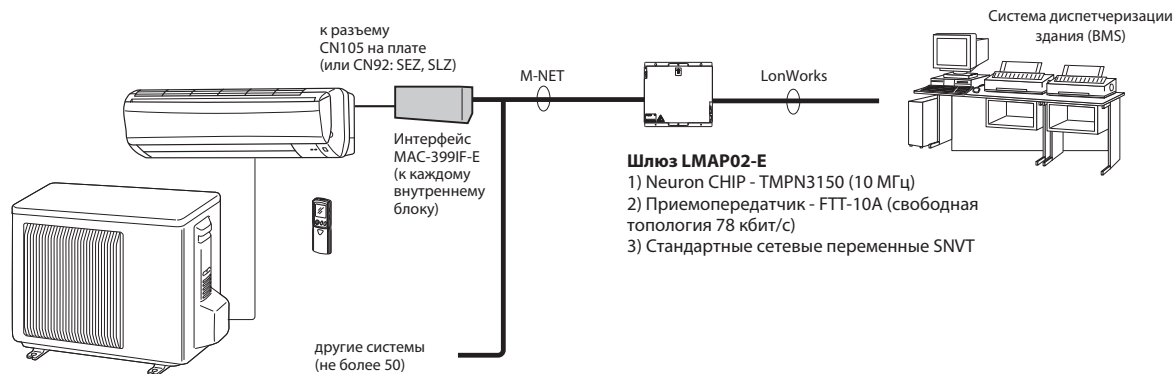 к разъему
CN105 на плате
(или CN92: SEZ, SLZ)
Интерфейс
MAC-399IF-E
(к каждому
внутреннему
блоку)
M-NET
LonWorks
Система диспетчеризации
здания (BMS)
Шлюз LMAP02-E
1) Neuron CHIP - TMPN3150 (10 МГц)
2) Приемопередатчик - FTT-10A (свободная
топология 78 кбит/с)
3) Стандартные сетевые переменные SNVT
другие системы
(не более 50)